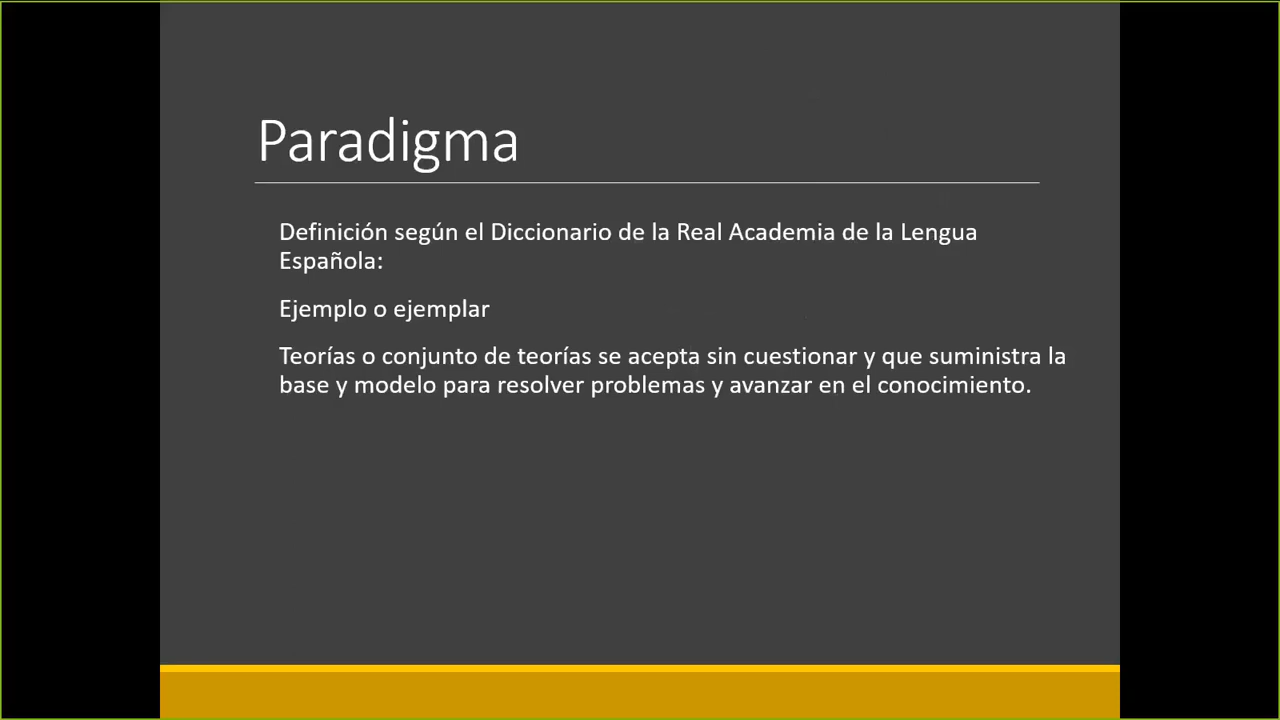 Paradigma
Definición según el Diccionario de la Real Academia de la Lengua
Española:
Ejemplo o ejemplar
Teorías o conjunto de teorías se acepta sin cuestionar y que suministra la
base y modelo para resolver problemas y avanzar en el conocimiento.